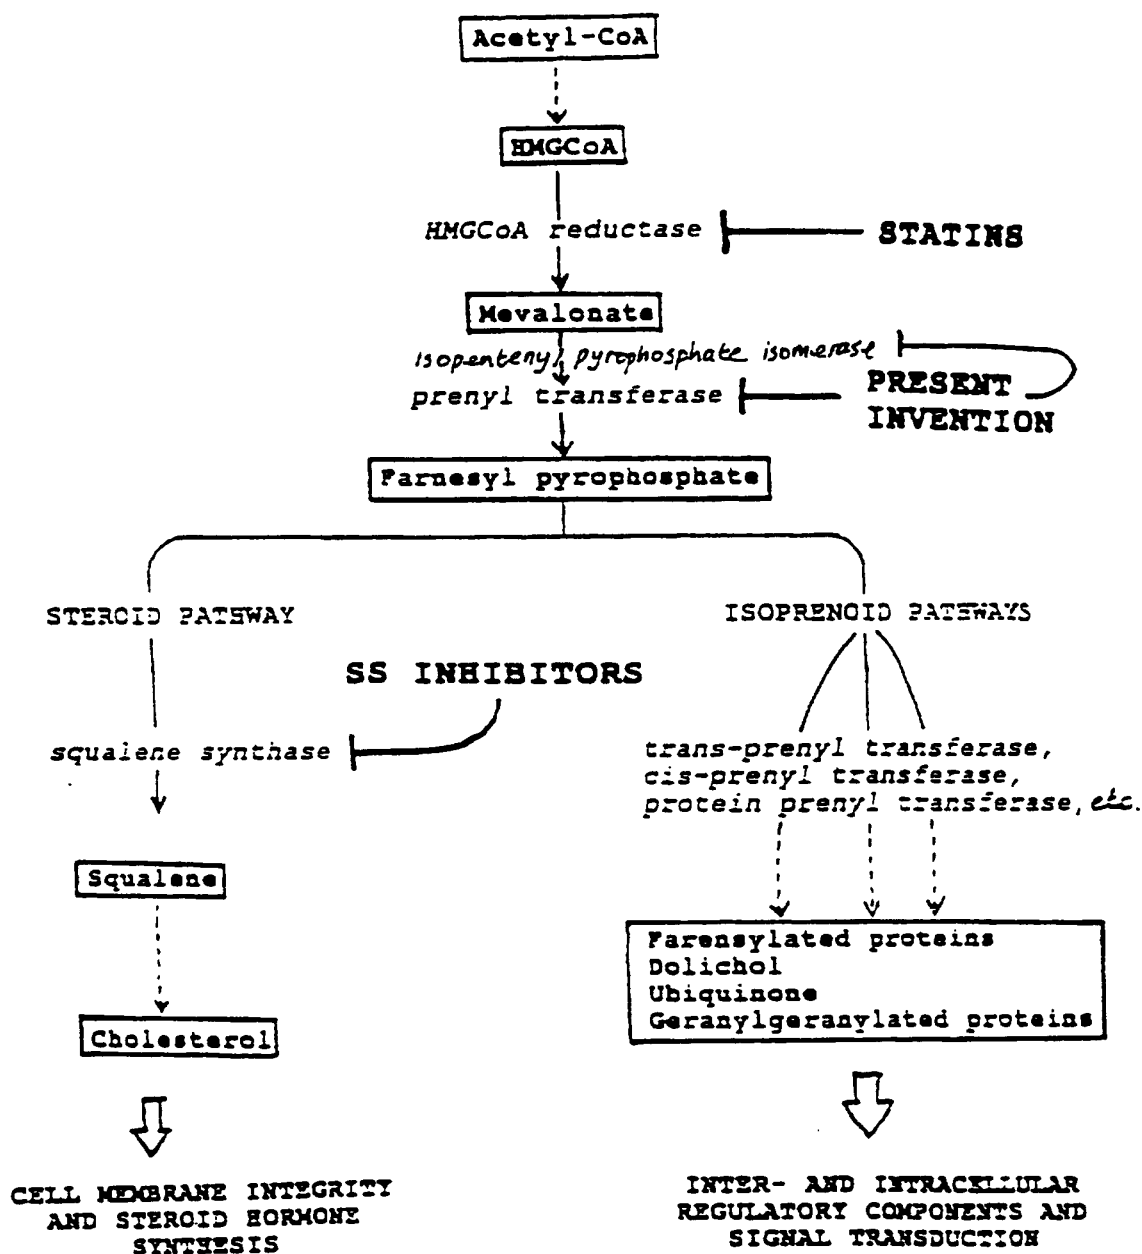 Acetyl-CoA
HMGCoA
HMGCoA reductase
STATINS
Mevalonate
isopentenyl pyrophosphate isomerase
prenyl transferase
PRESENT
INVENTION
Farnesyl pyrophosphate
STEROID PATHWAY
ISOPRENOID PATHWAYS
SS INHIBITORS
squalene synthase
trans-prenyl transferase,
cis-prenyl transferase,
protein prenyl transferase, etc.
Squalene
Farensylated proteins
Dolichol
Ubiquinone
Geranylgeranylated proteins
Cholesterol
CELL MEMBRANE INTEGRITY
AND STEROID HORMONE
SYNTHESIS
INTER- AND INTRACELLULAR
REGULATORY COMPONENTS AND
SIGNAL TRANSDUCTION